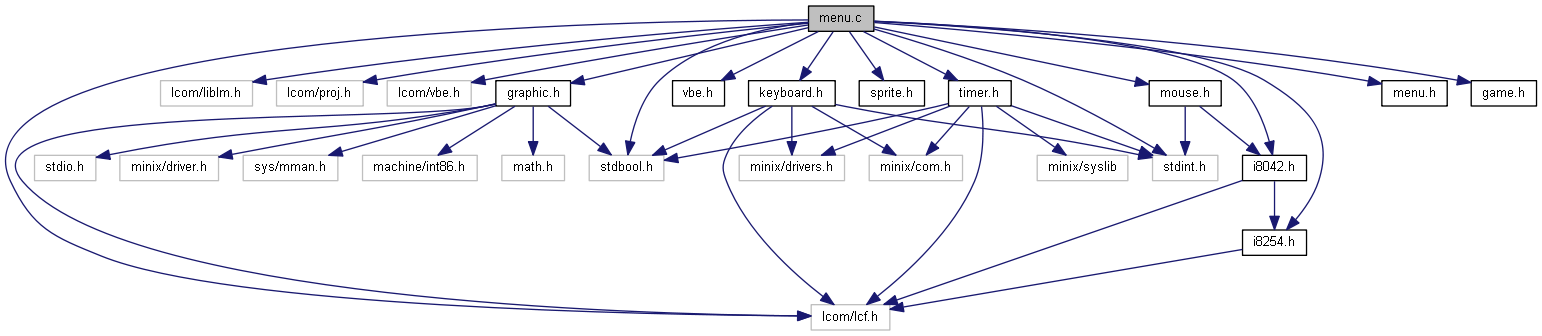 menu.c
lcom/liblm.h
lcom/proj.h
lcom/vbe.h
graphic.h
vbe.h
keyboard.h
sprite.h
timer.h
mouse.h
menu.h
game.h
stdio.h
minix/driver.h
sys/mman.h
machine/int86.h
math.h
stdbool.h
minix/drivers.h
minix/com.h
minix/syslib
stdint.h
i8042.h
i8254.h
lcom/lcf.h